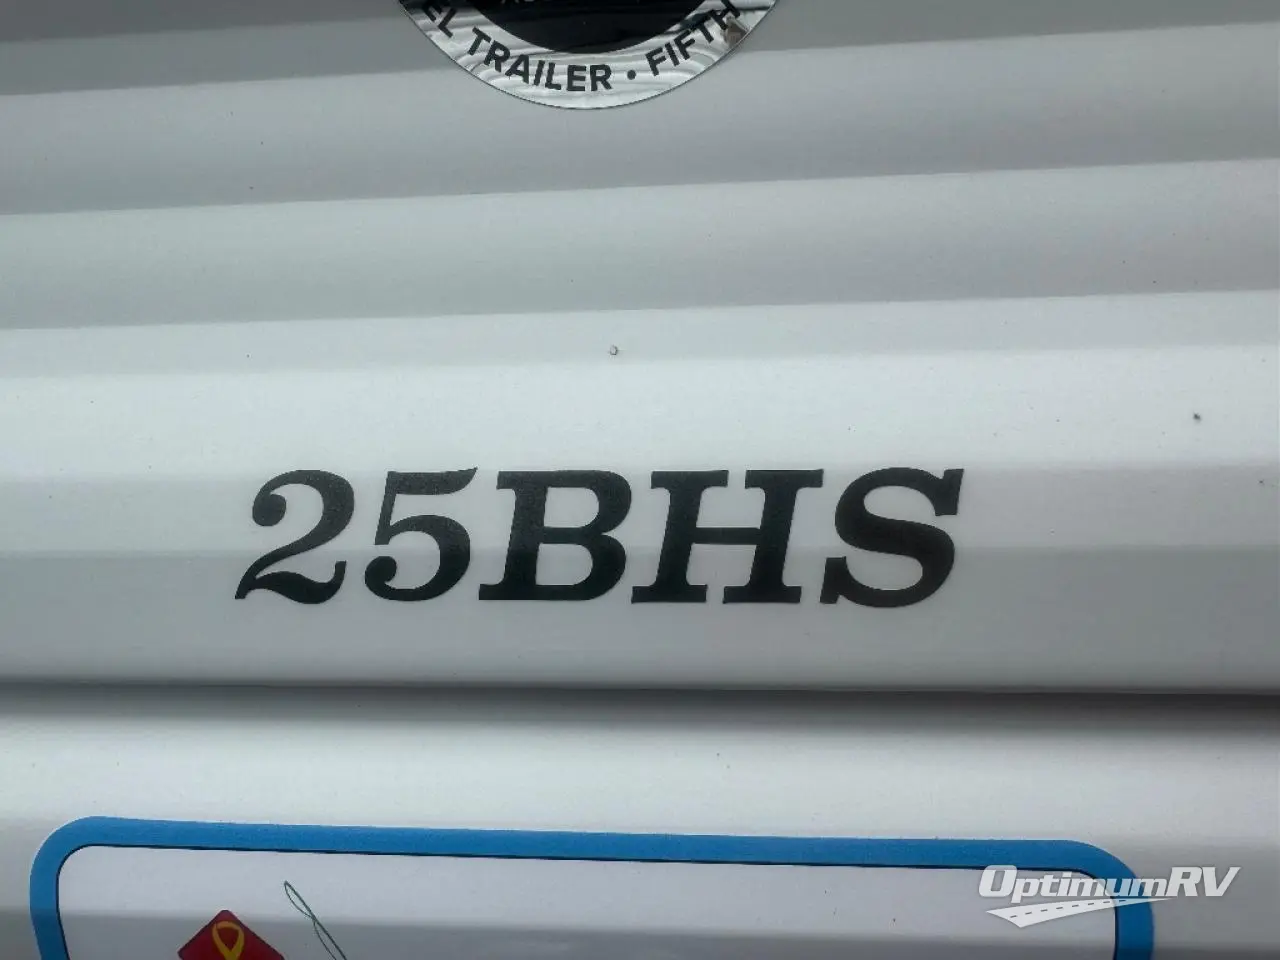 EL TRAILER • FIFTH
25BHS
OptimumRV